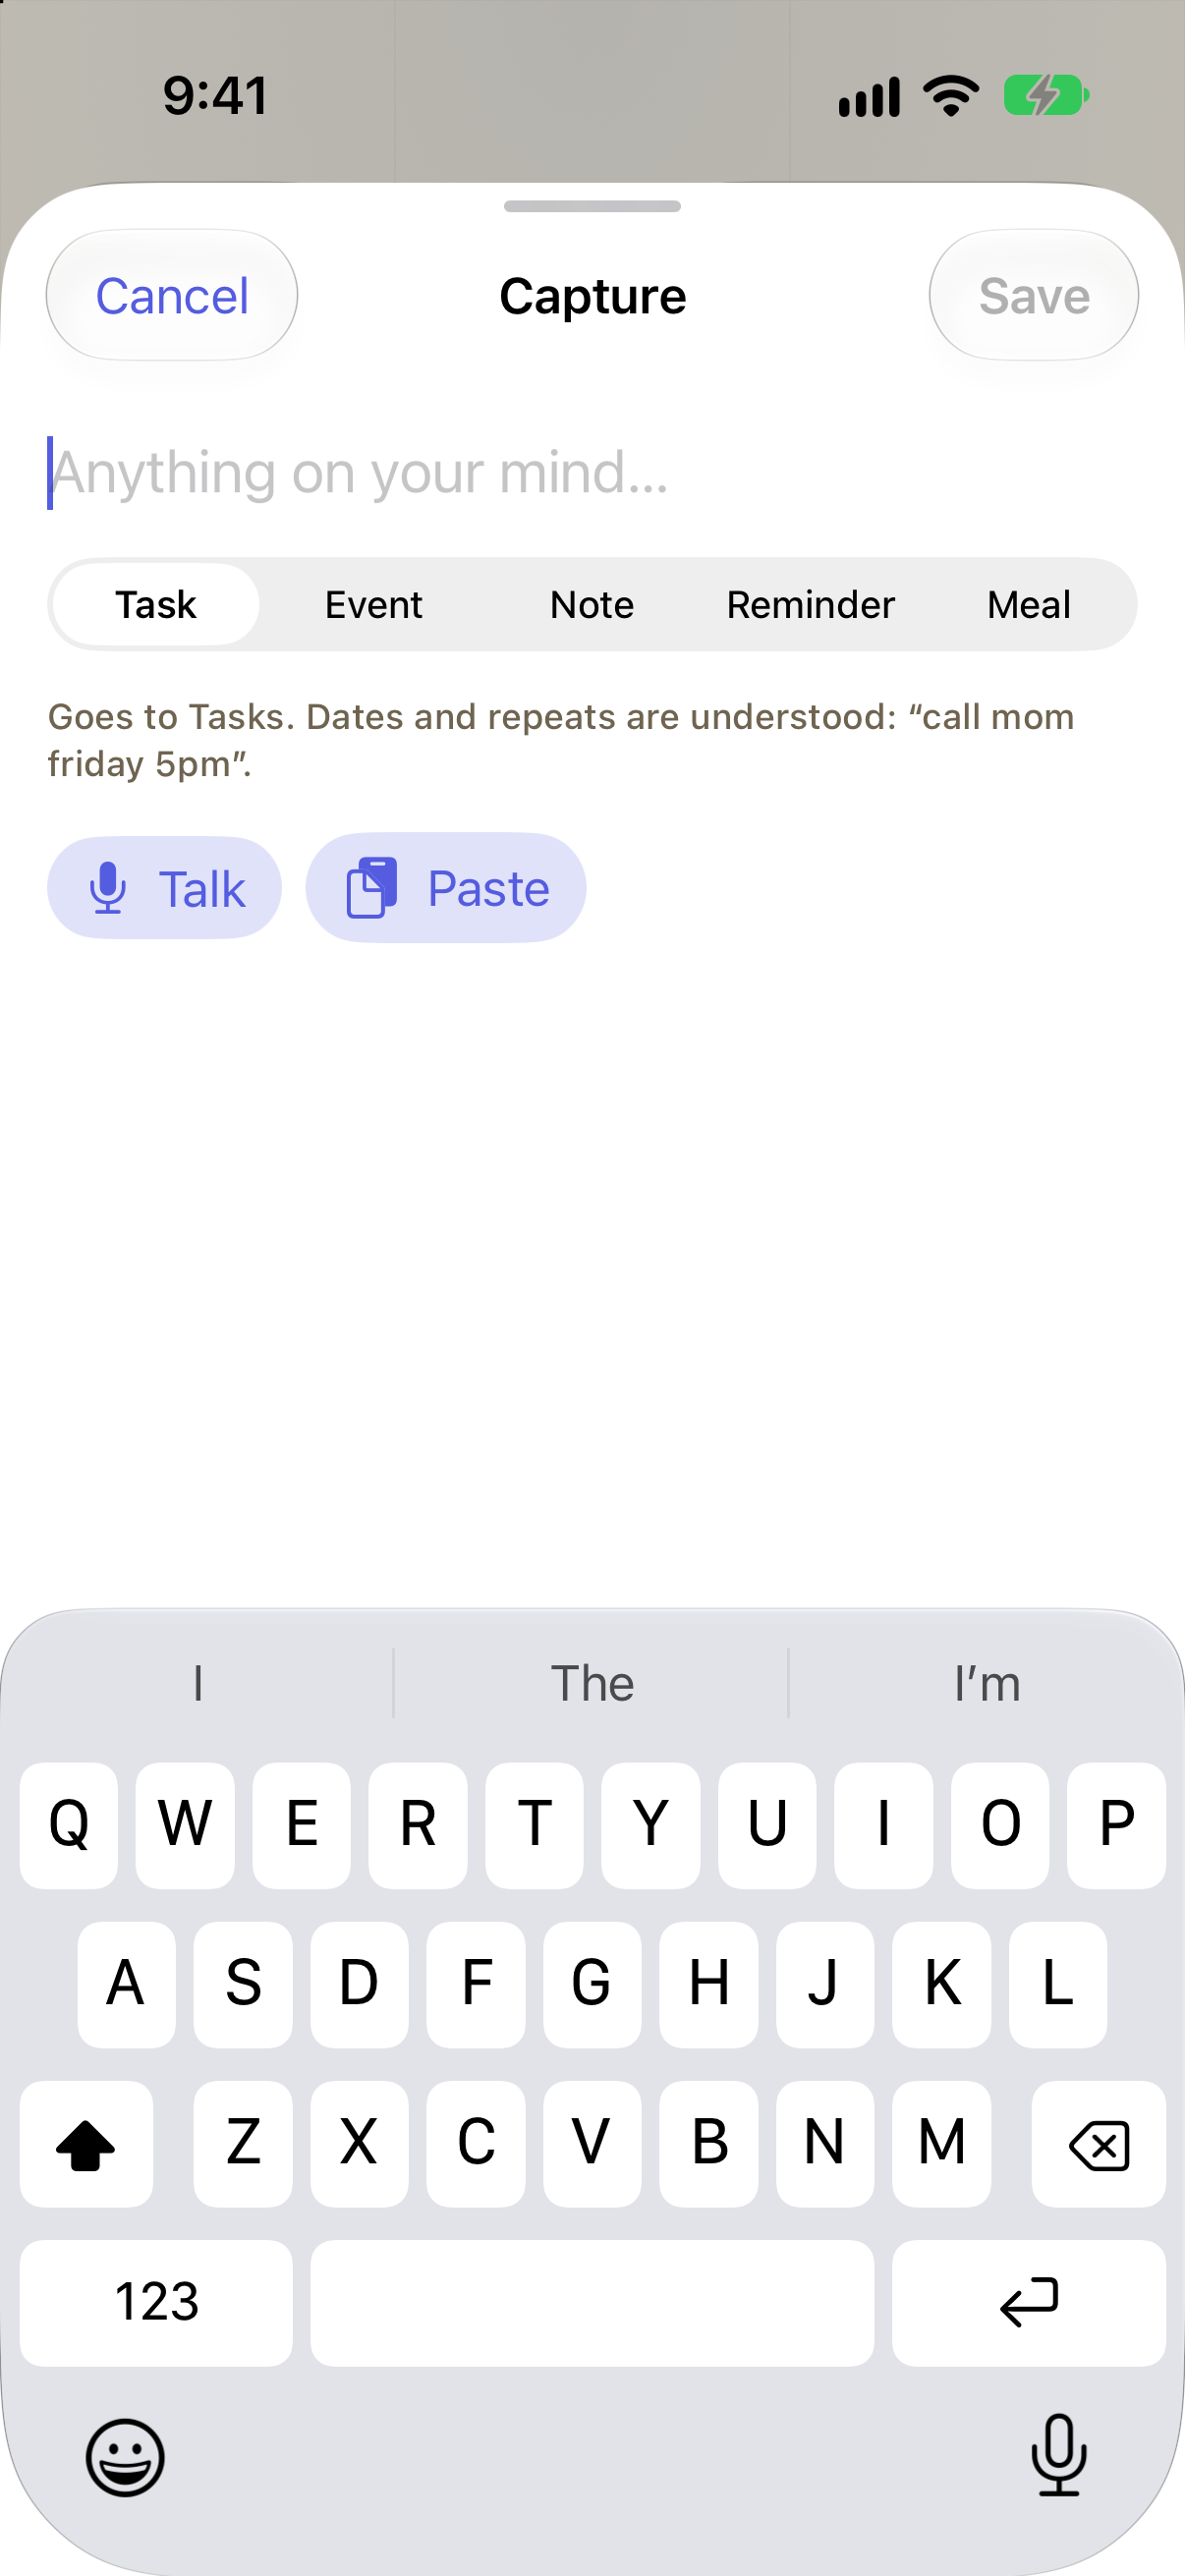 9:41
Cancel Capture Save
Anything on your mind...
Task Event Note Reminder Meal
Goes to Tasks. Dates and repeats are understood: “call mom
friday 5pm”.
Talk Paste
I The I’m
Q W E R T Y U I O P
A S D F G H J K L
Z X C V B N M
123